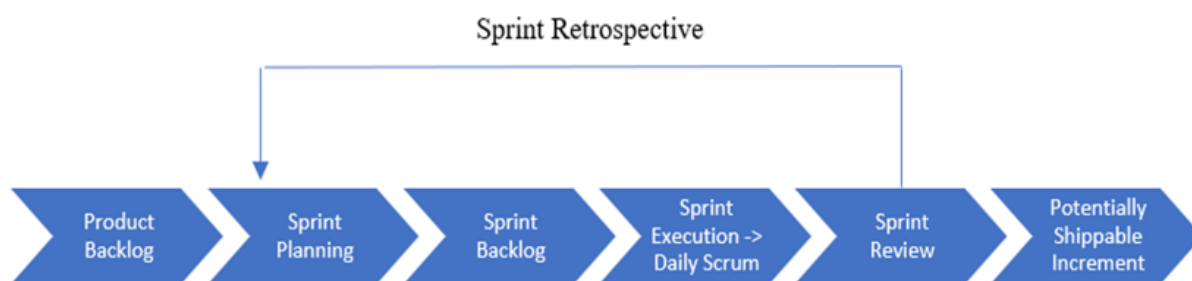 Sprint Retrospective
Product
Backlog
Sprint
Planning
Sprint
Backlog
Sprint
Execution ->
Daily Scrum
Sprint
Review
Potentially
Shippable
Increment